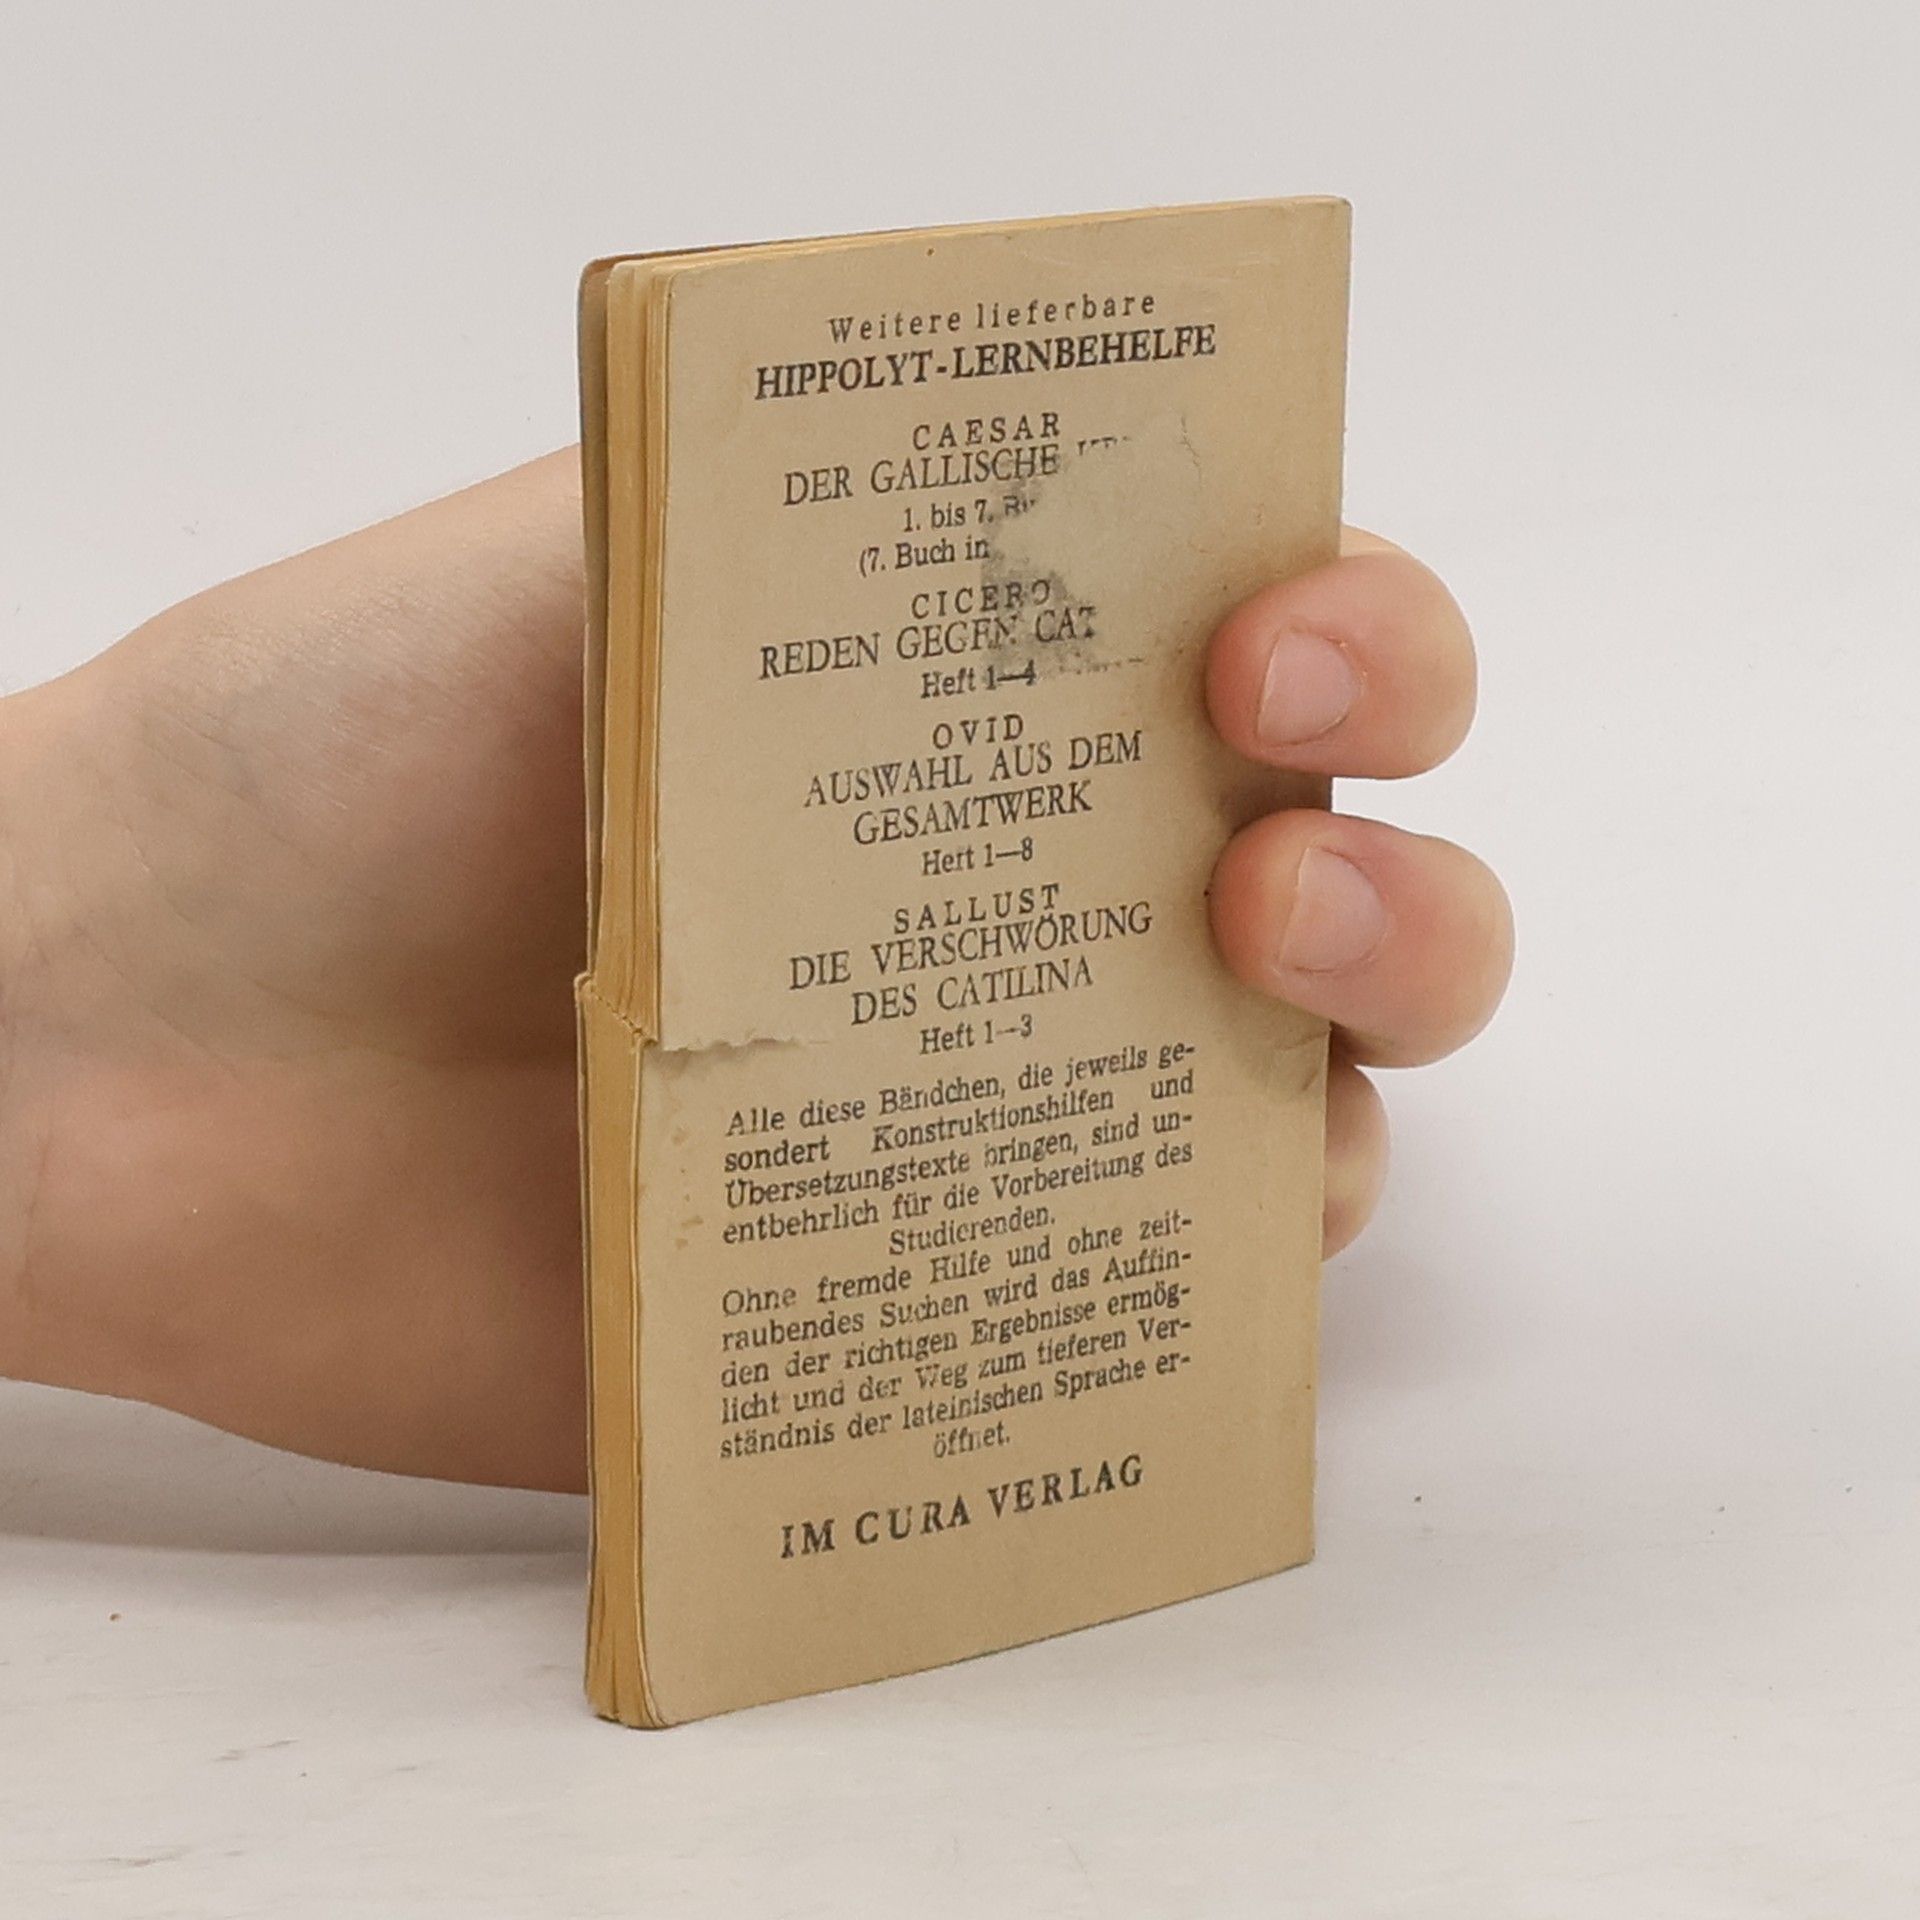 Weitere lieferbare
HIPPOLYT-LERNBEHELFE
CAESAR
DER GALLISCHE
1. bis 7.
(7. Buch in
CICERO
REDEN GEGEN
Heft 1—4
OVID
AUSWAHL AUS DEM
GESAMTWERK
Heft 1—8
SALLUST
DIE VERSCHWÖRUNG
DES CATILINA
Heft 1—3
Alle diese Bändchen, die jeweils ge-
sondert Konstruktionshilfen und
Übersetzungstexte bringen, sind un-
entbehrlich für die Vorbereitung des
Studierenden.
Ohne fremde Hilfe und ohne zeit-
raubendes Suchen wird das Auffin-
den der richtigen Ergebnisse ermög-
licht und der Weg zum tieferen Ver-
ständnis der lateinischen Sprache er-
öffnet.
IM CURA VERLAG